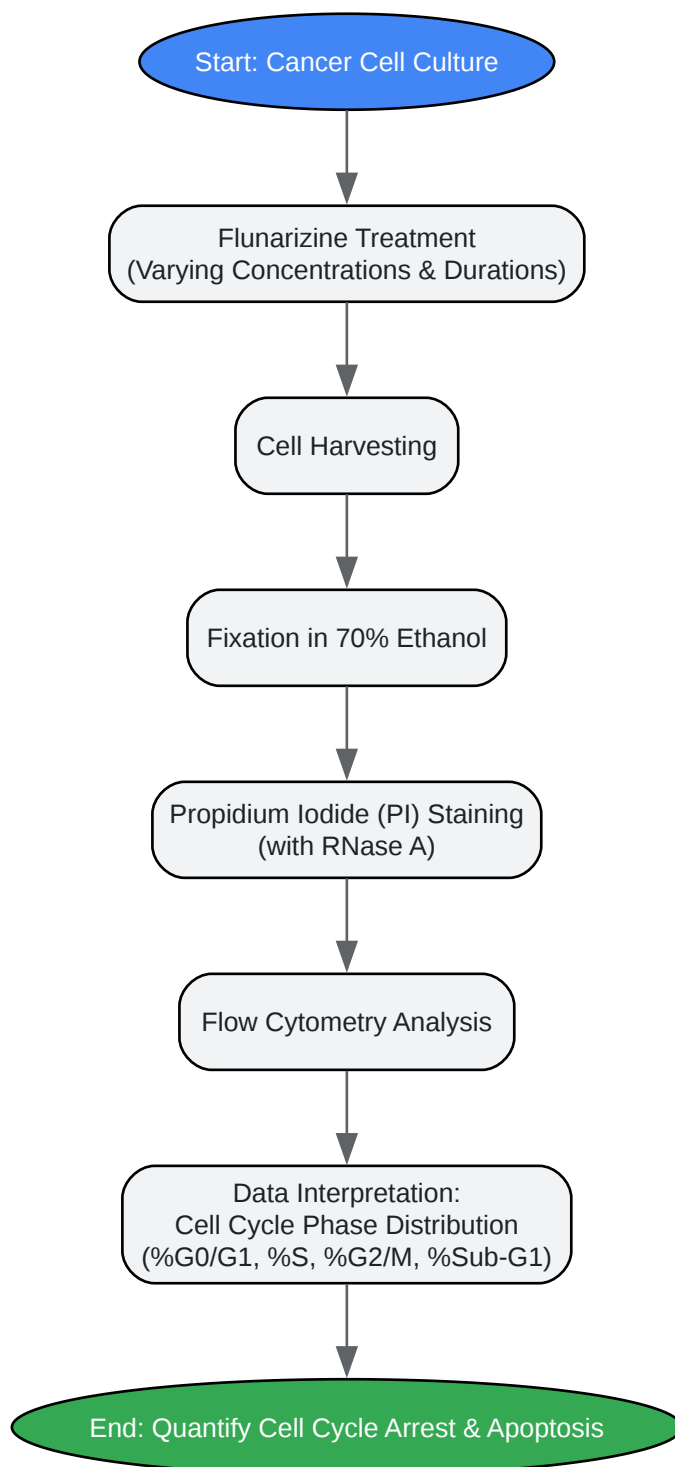 Start: Cancer Cell Culture
Flunarizine Treatment
(Varying Concentrations & Durations)
Cell Harvesting
Fixation in 70% Ethanol
Propidium Iodide (PI) Staining
(with RNase A)
Flow Cytometry Analysis
Data Interpretation:
Cell Cycle Phase Distribution
(%G0/G1, %S, %G2/M, %Sub-G1)
End: Quantify Cell Cycle Arrest & Apoptosis